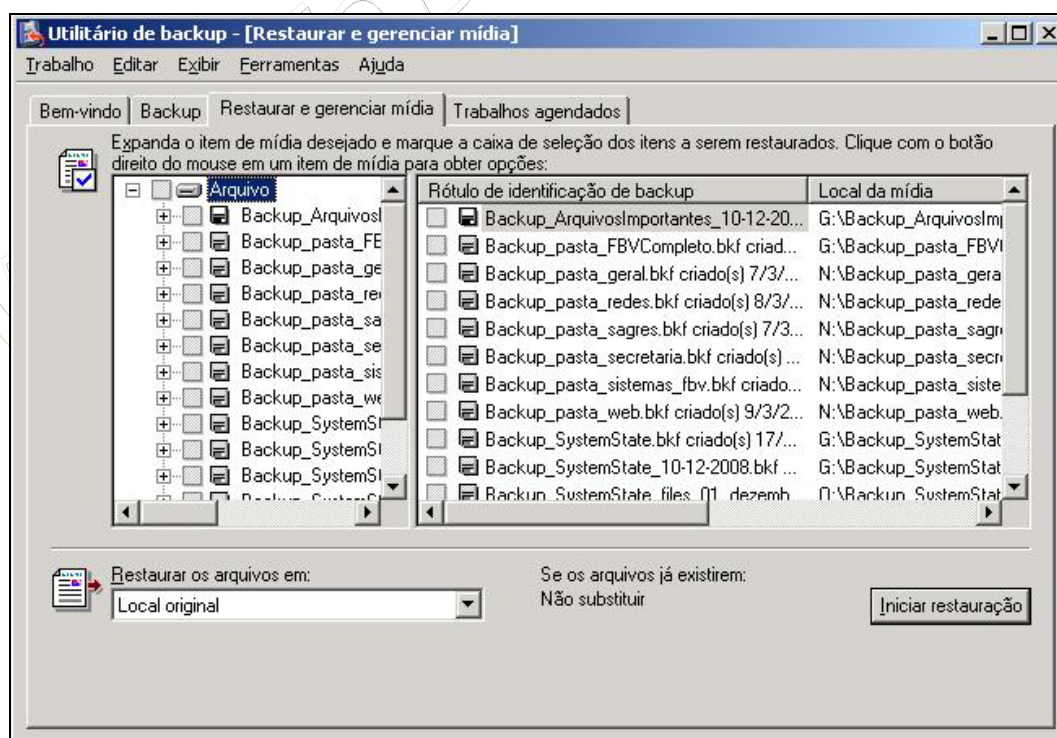 Utilitário de backup - [Restaurar e gerenciar mídia]
Trabalho Editar Exibir Ferramentas Ajuda
Bem-vindo Backup Restaurar e gerenciar mídia Trabalhos agendados
Expanda o item de mídia desejado e marque a caixa de seleção dos itens a serem restaurados. Clique com o botão
direito do mouse em um item de mídia para obter opções:
Arquivo
Backup_Arquivosl
Backup_pasta_FE
Backup_pasta_ge
Backup_pasta_re
Backup_pasta_sa
Backup_pasta_se
Backup_pasta_sis
Backup_pasta_we
Backup_SystemSt
Backup_SystemSt
Backup_SystemSt
Rótulo de identificação de backup Local da mídia
Backup_ArquivosImportantes_10-12-20... G:\Backup_ArquivosIm
Backup_pasta_FBVCompleto.bkf criad... G:\Backup_pasta_FBV
Backup_pasta_geral.bkf criado(s) 7/3/... N:\Backup_pasta_gera
Backup_pasta_redes.bkf criado(s) 8/3/... N:\Backup_pasta_rede
Backup_pasta_sagres.bkf criado(s) 7/3... N:\Backup_pasta_sagr
Backup_pasta_secretaria.bkf criado(s) ... N:\Backup_pasta_secr
Backup_pasta_sistemas_fbv.bkf criado... N:\Backup_pasta_siste
Backup_pasta_web.bkf criado(s) 9/3/2... N:\Backup_pasta_web.
Backup_SystemState.bkf criado(s) 17/... G:\Backup_SystemStat
Backup_SystemState_10-12-2008.bkf ... G:\Backup_SystemStat
Backup_SystemState_files_01_dezemb...
Restaurar os arquivos em:
Local original
Se os arquivos já existirem:
Não substituir
Iniciar restauração